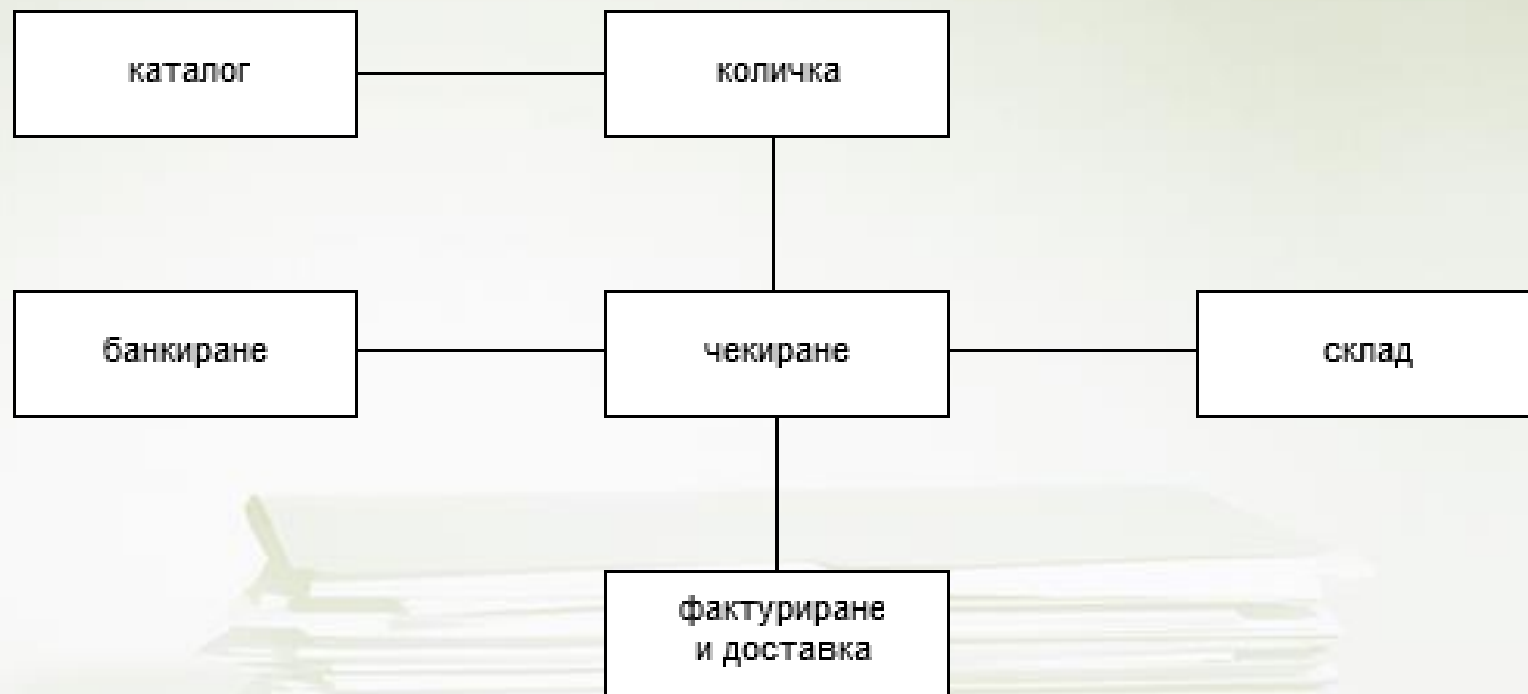 каталог
количка
банкиране
чекиране
склад
фактуриране
и доставка